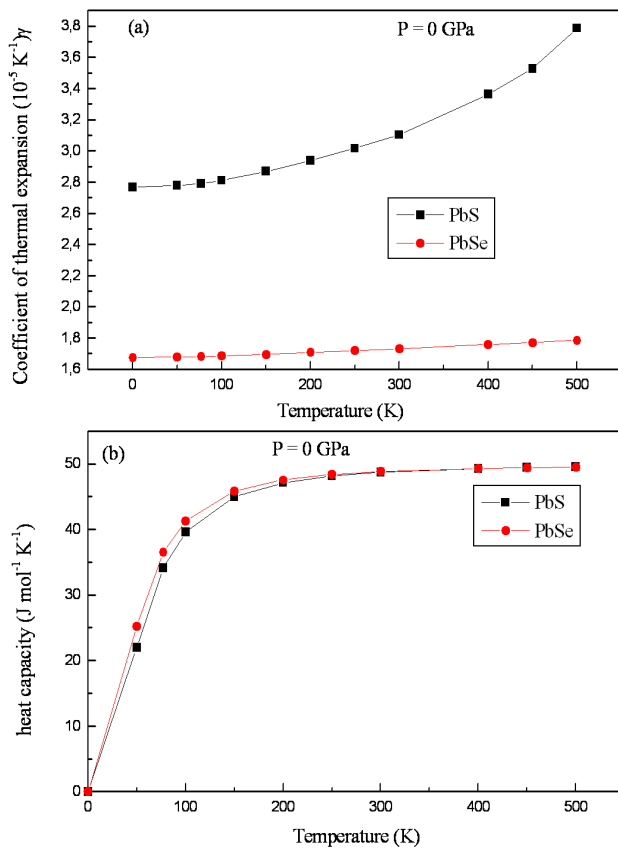 (a)
P = 0 GPa
3,8
3,6
3,4
3,2
3,0
2,8
2,6
2,4
2,2
2,0
1,8
1,6
Coefficient of thermal expansion (10⁻⁵ K⁻¹)γ
PbS
PbSe
0 100 200 300 400 500
Temperature (K)
(b)
P = 0 GPa
50
40
30
20
10
0
heat capacity (J mol⁻¹ K⁻¹)
PbS
PbSe
0 100 200 300 400 500
Temperature (K)